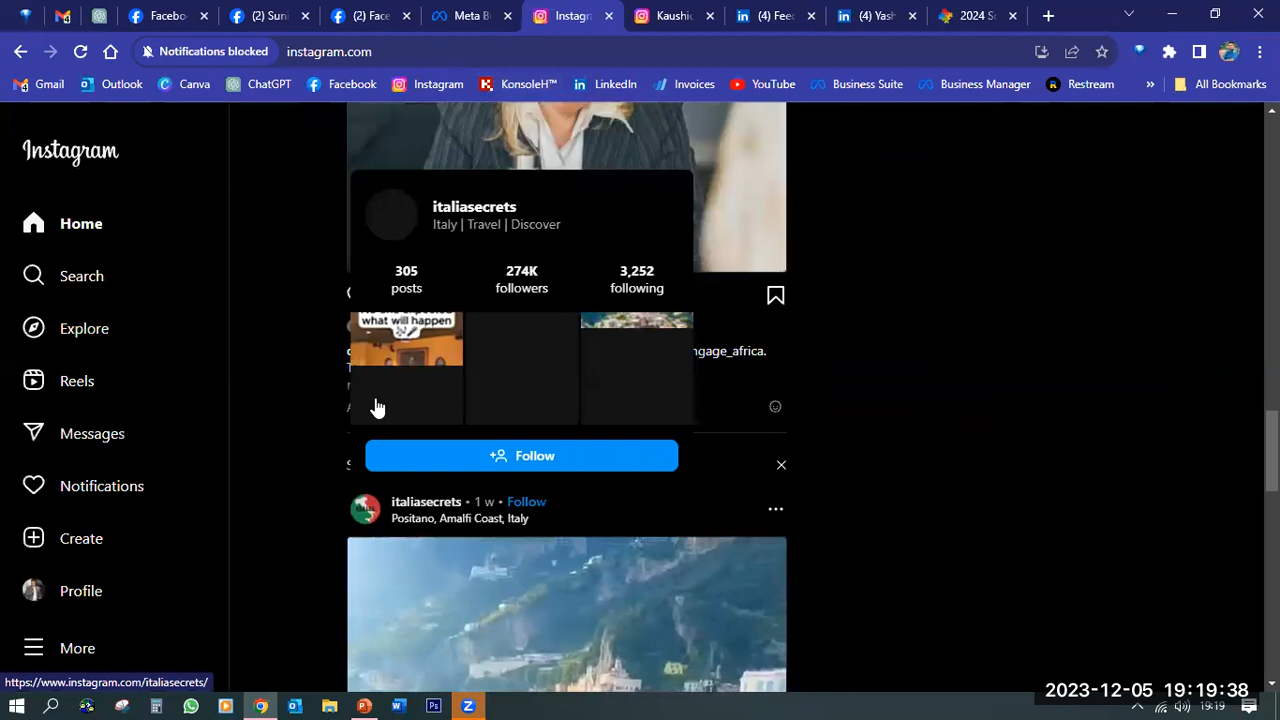 Facebo
(2) Suni
(2) Face
Meta B
Instagr
Kaushi
(4) Feed
(4) Yas
2024 S
Notifications blocked
instagram.com
Gmail
Outlook
Canva
ChatGPT
Facebook
Instagram
KonsoleH™
LinkedIn
Invoices
YouTube
Business Suite
Business Manager
Restream
All Bookmarks
Instagram
Home
Search
Explore
Reels
Messages
Notifications
Create
Profile
More
italiasecrets
Italy | Travel | Discover
305 274K 3,252
posts followers following
what will happen
ngage_africa.
Follow
italiasecrets • 1 w • Follow
Positano, Amalfi Coast, Italy
https://www.instagram.com/italiasecrets/
2023-12-05 19:19:38
19:19